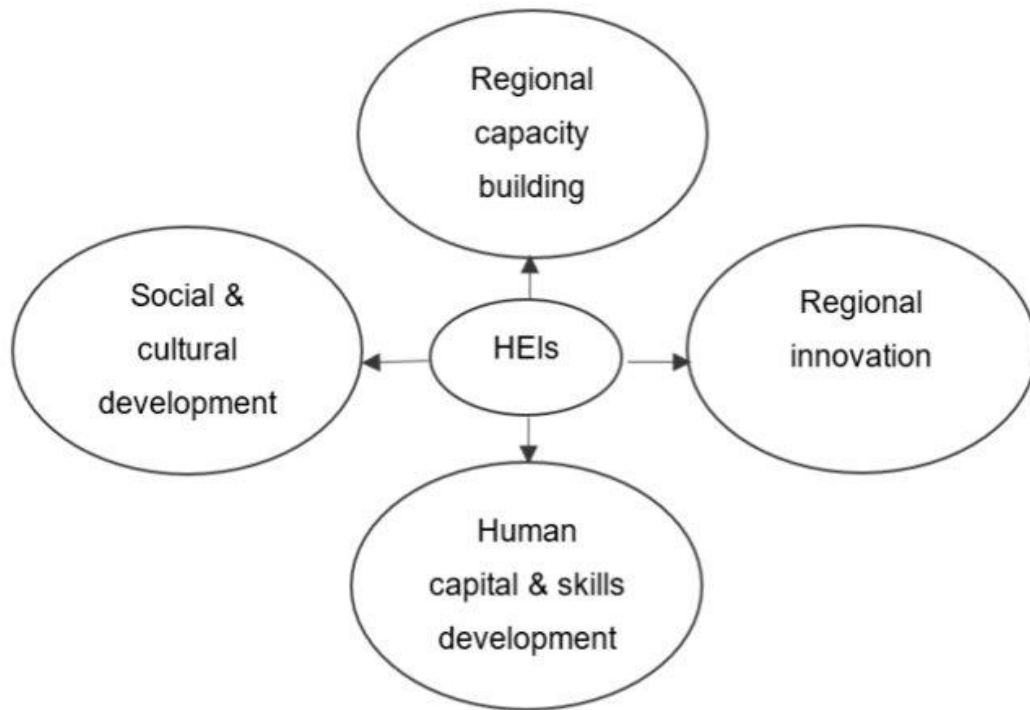 Regional
capacity
building
Social &
cultural
development
HEIs
Regional
innovation
Human
capital & skills
development